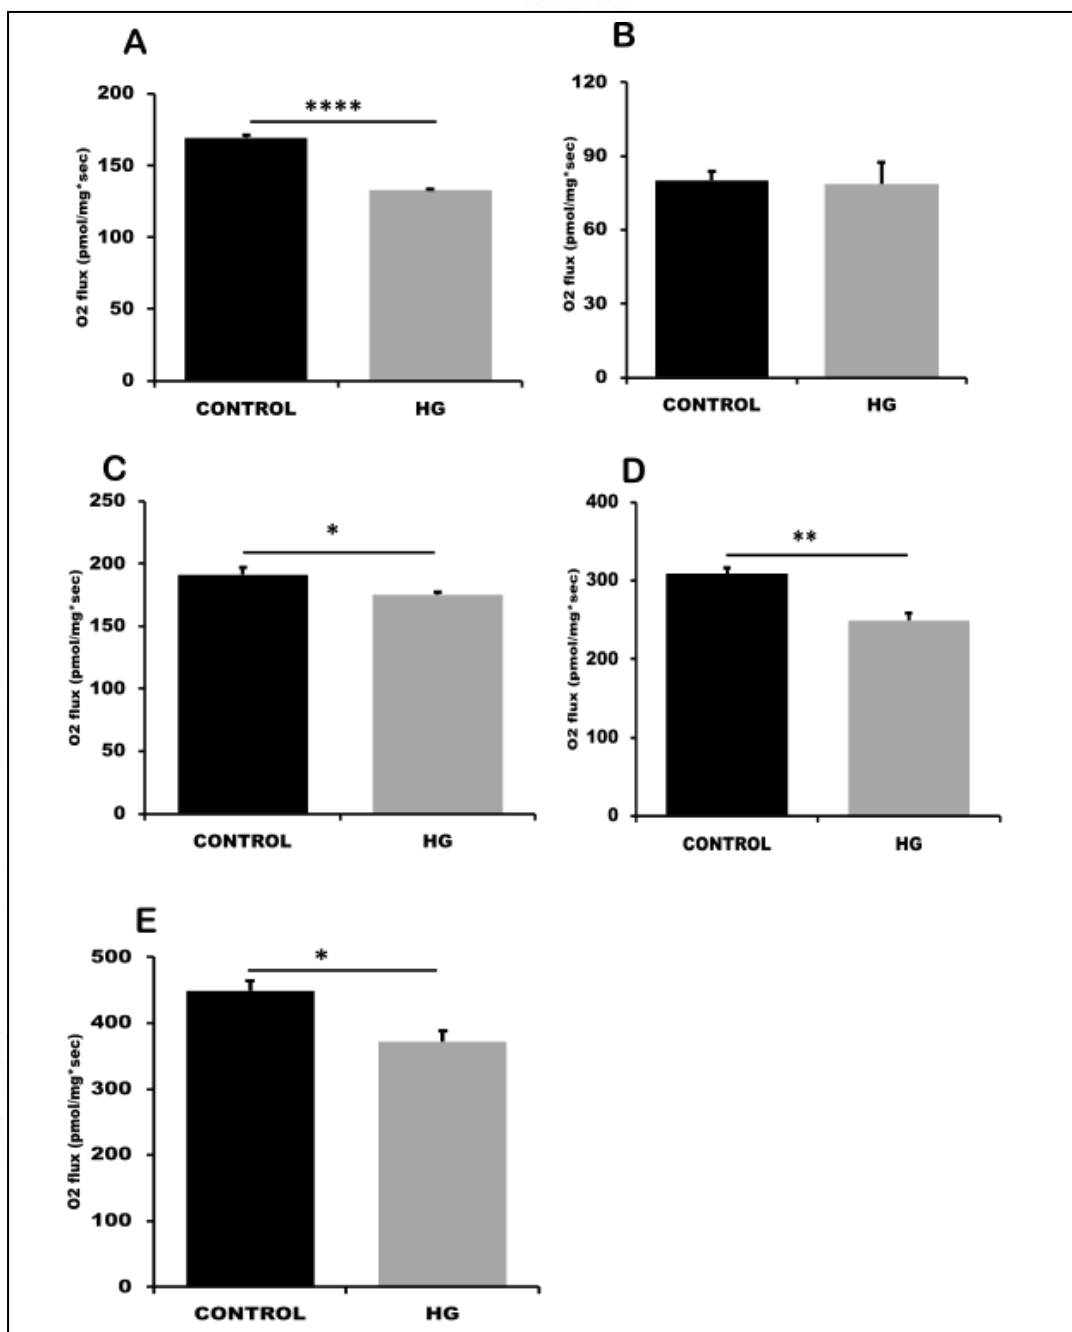 A
200
150
100
50
0
O2 flux (pmol/mg*sec)
****
CONTROL HG
B
120
90
60
30
0
O2 flux (pmol/mg*sec)
CONTROL HG
C
250
200
150
100
50
0
O2 flux (pmol/mg*sec)
*
CONTROL HG
D
400
300
200
100
0
O2 flux (pmol/mg*sec)
**
CONTROL HG
E
500
400
300
200
100
0
O2 flux (pmol/mg*sec)
*
CONTROL HG